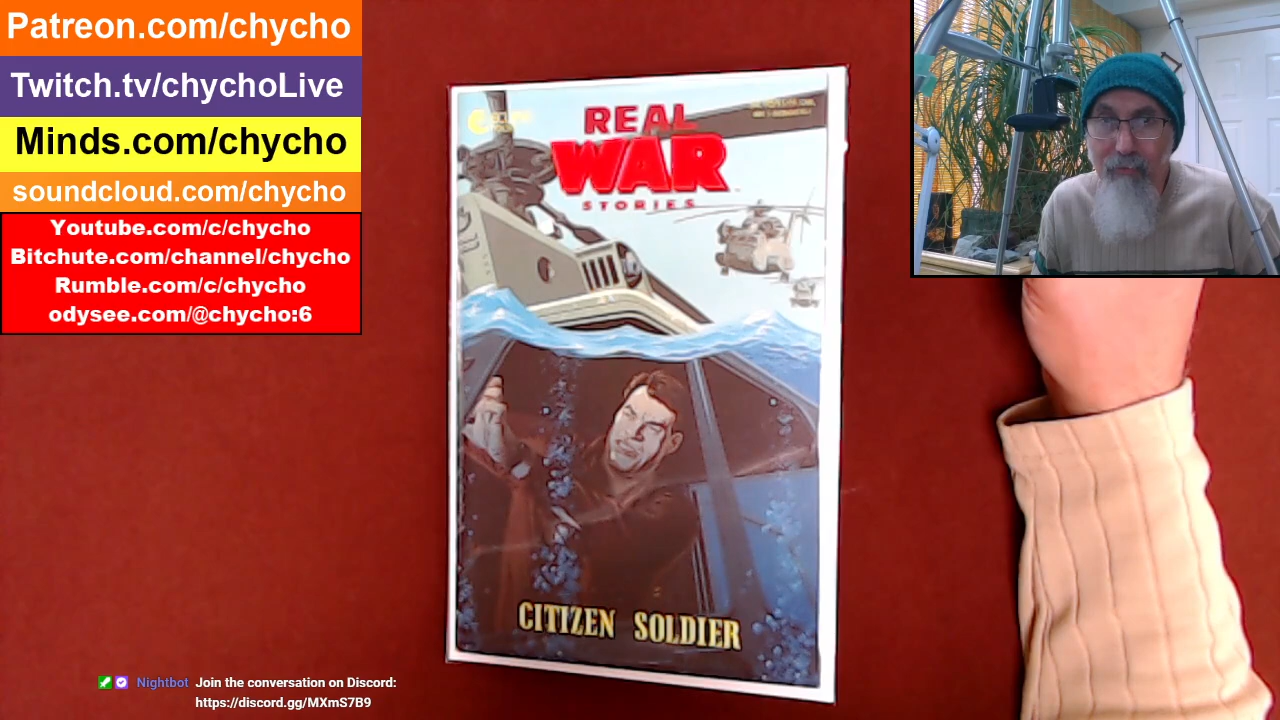 Patreon.com/chycho
Twitch.tv/chychoLive
Minds.com/chycho
soundcloud.com/chycho
Youtube.com/c/chycho
Bitchute.com/channel/chycho
Rumble.com/c/chycho
odysee.com/@chycho:6
REAL
WAR
STORIES
CITIZEN SOLDIER
Nightbot Join the conversation on Discord:
https://discord.gg/MXmS7B9